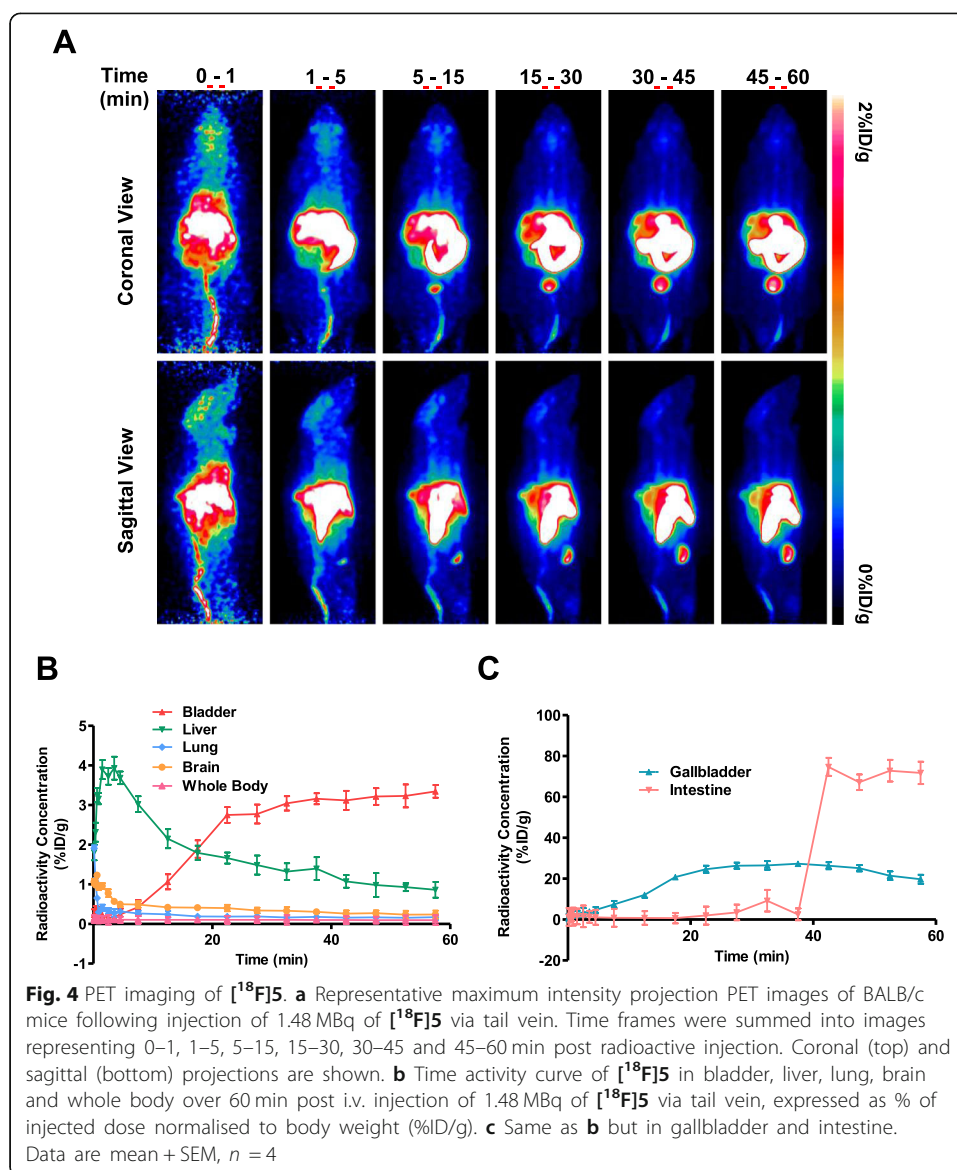 A
Time (min) 0 - 1 1 - 5 5 - 15 15 - 30 30 - 45 45 - 60
Coronal View
Sagittal View
2%ID/g
0%ID/g
B
Bladder
Liver
Lung
Brain
Whole Body
Radioactivity Concentration
(%ID/g)
5
4
3
2
1
0
-1
20 40 60
Time (min)
C
Gallbladder
Intestine
Radioactivity Concentration
(%ID/g)
100
80
60
40
20
0
-20
20 40 60
Time (min)
Fig. 4 PET imaging of [¹⁸F]5. a Representative maximum intensity projection PET images of BALB/c
mice following injection of 1.48 MBq of [¹⁸F]5 via tail vein. Time frames were summed into images
representing 0–1, 1–5, 5–15, 15–30, 30–45 and 45–60 min post radioactive injection. Coronal (top) and
sagittal (bottom) projections are shown. b Time activity curve of [¹⁸F]5 in bladder, liver, lung, brain
and whole body over 60 min post i.v. injection of 1.48 MBq of [¹⁸F]5 via tail vein, expressed as % of
injected dose normalised to body weight (%ID/g). c Same as b but in gallbladder and intestine.
Data are mean + SEM, n = 4